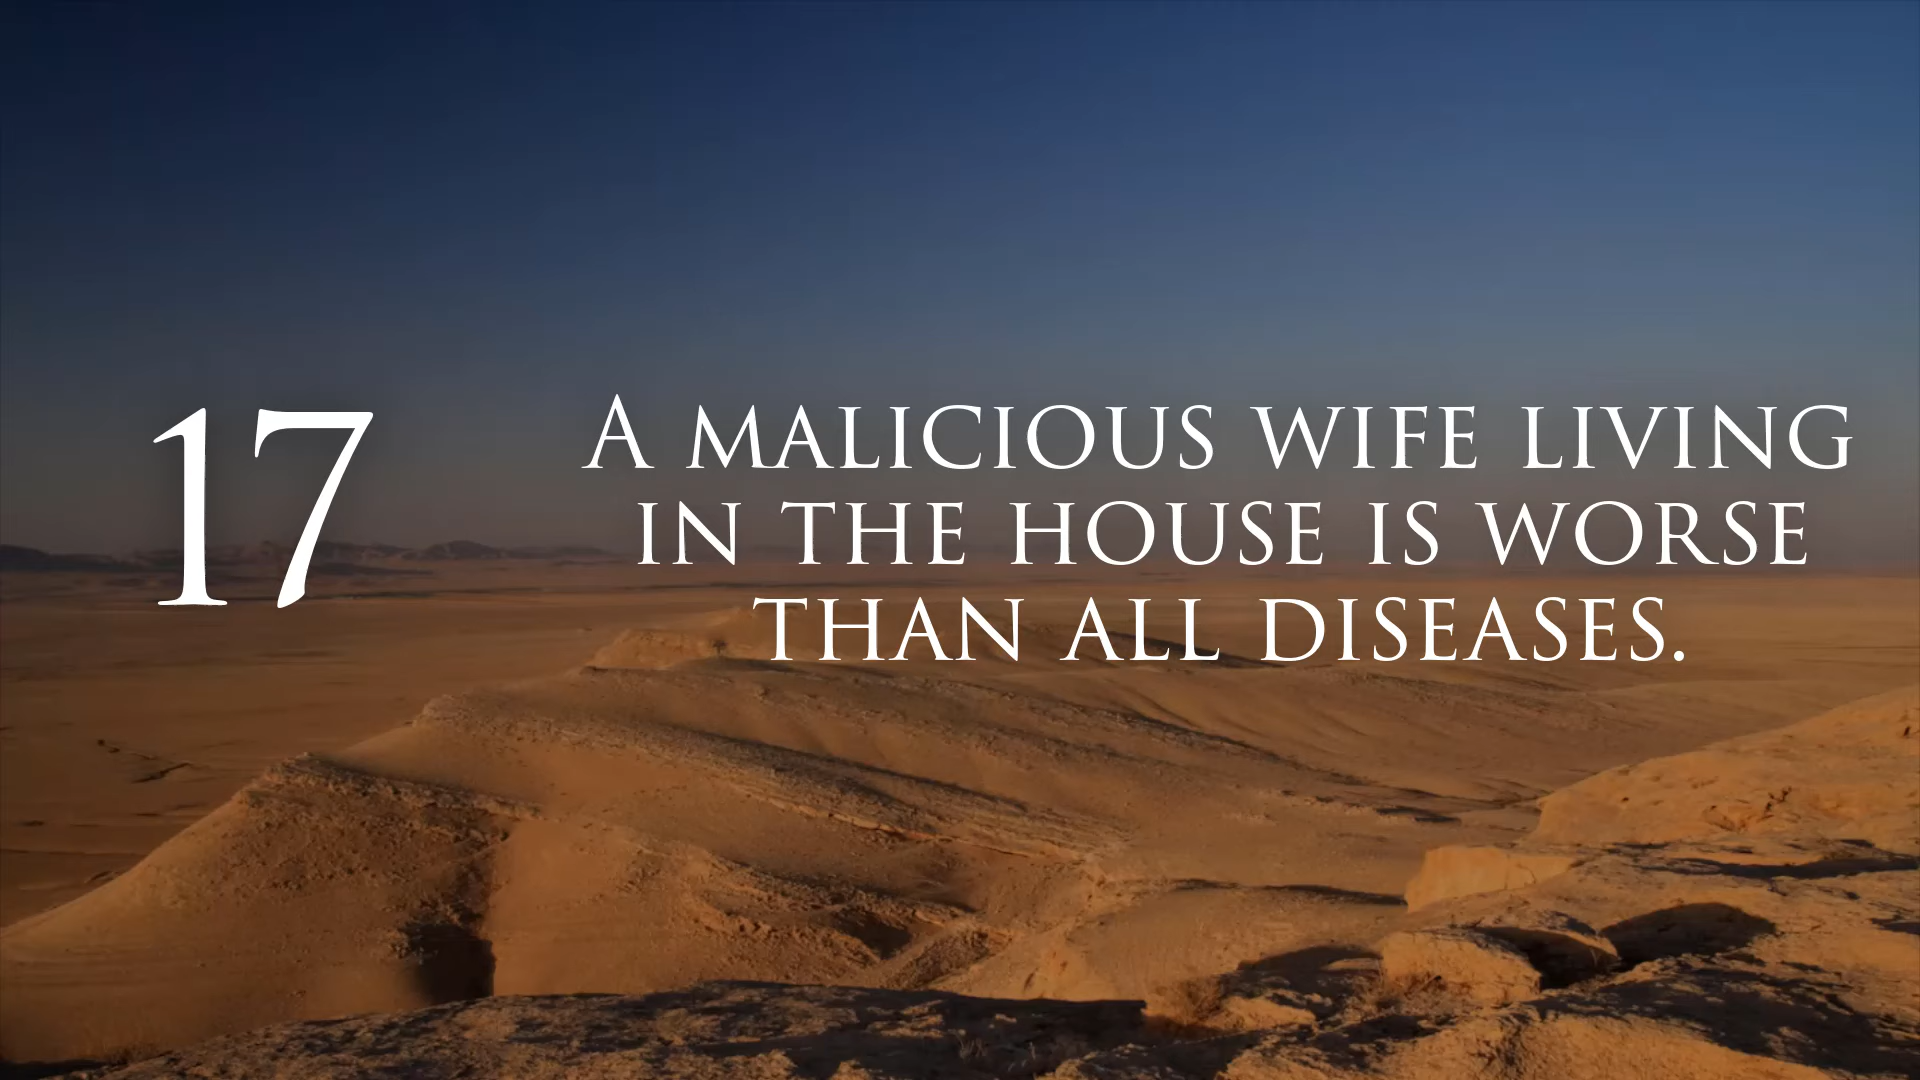 17
A MALICIOUS WIFE LIVING
IN THE HOUSE IS WORSE
THAN ALL DISEASES.